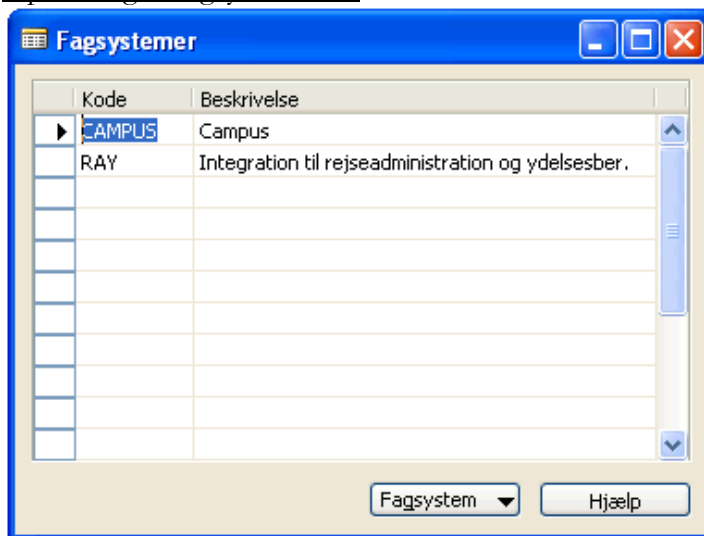 Fagsystemer
Kode Beskrivelse
CAMPUS Campus
RAY Integration til rejseadministration og ydelsesber.
Fagsystem Hjælp